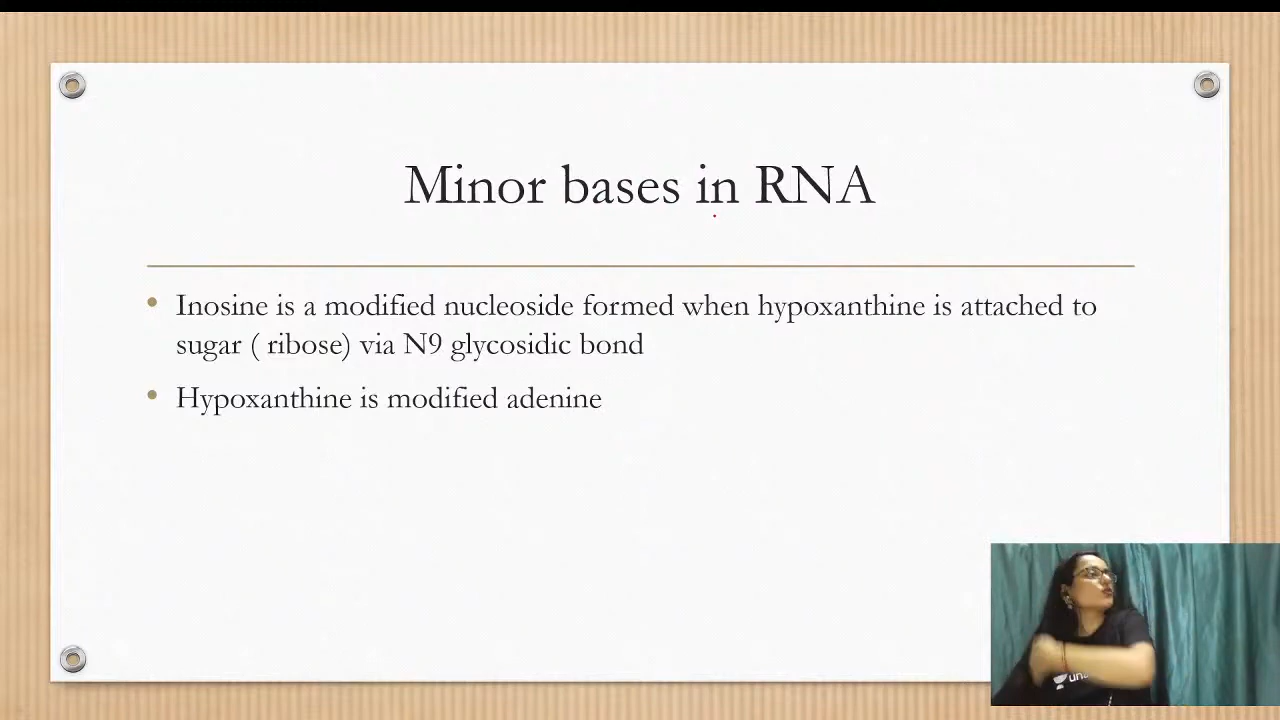 Minor bases in RNA
• Inosine is a modified nucleoside formed when hypoxanthine is attached to
sugar ( ribose) via N9 glycosidic bond
• Hypoxanthine is modified adenine